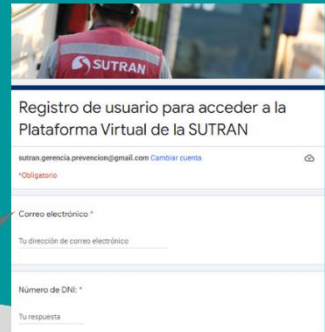 SUTRAN
Registro de usuario para acceder a la
Plataforma Virtual de la SUTRAN
sutran.gerencia.prevencion@gmail.com Cambiar cuenta
*Obligatorio
Correo electrónico *
Tu dirección de correo electrónico
Número de DNI: *
Tu respuesta